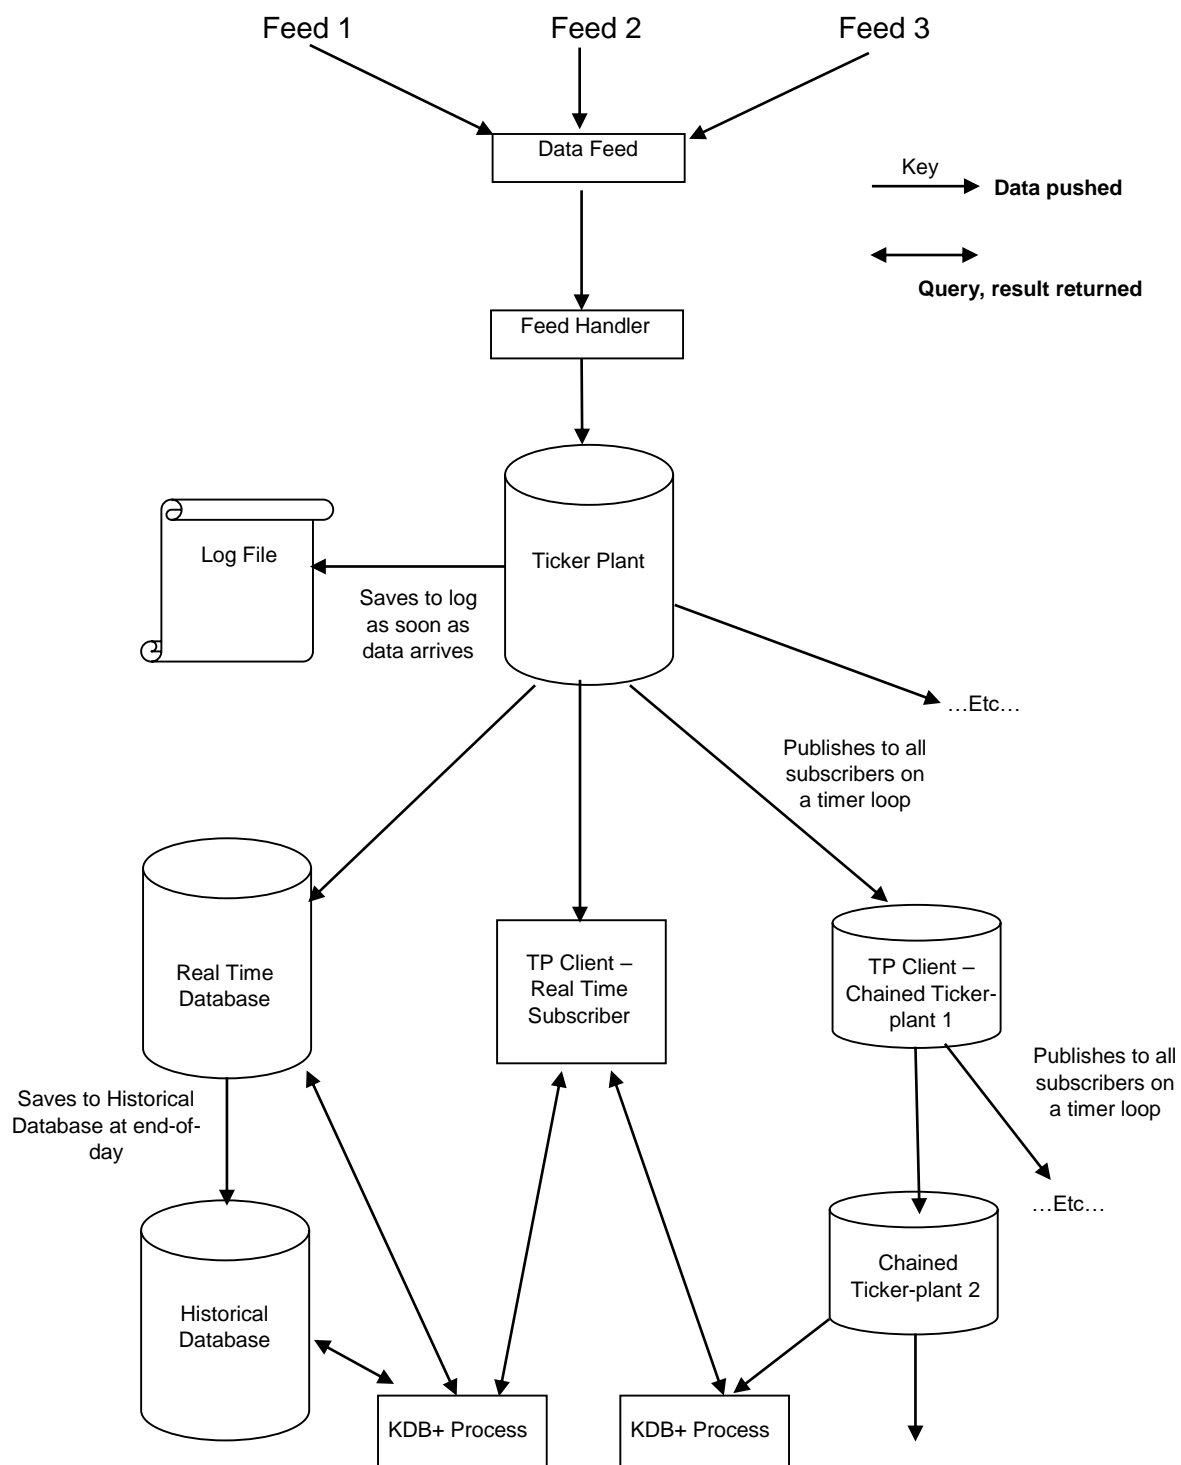 Feed 1
Feed 2
Feed 3
Data Feed
Key
Data pushed
Query, result returned
Feed Handler
Log File
Ticker Plant
Saves to log
as soon as
data arrives
…Etc…
Publishes to all
subscribers on
a timer loop
Real Time
Database
TP Client –
Real Time
Subscriber
TP Client –
Chained Ticker-
plant 1
Publishes to all
subscribers on
a timer loop
Saves to Historical
Database at end-of-
day
…Etc…
Historical
Database
Chained
Ticker-plant 2
KDB+ Process
KDB+ Process